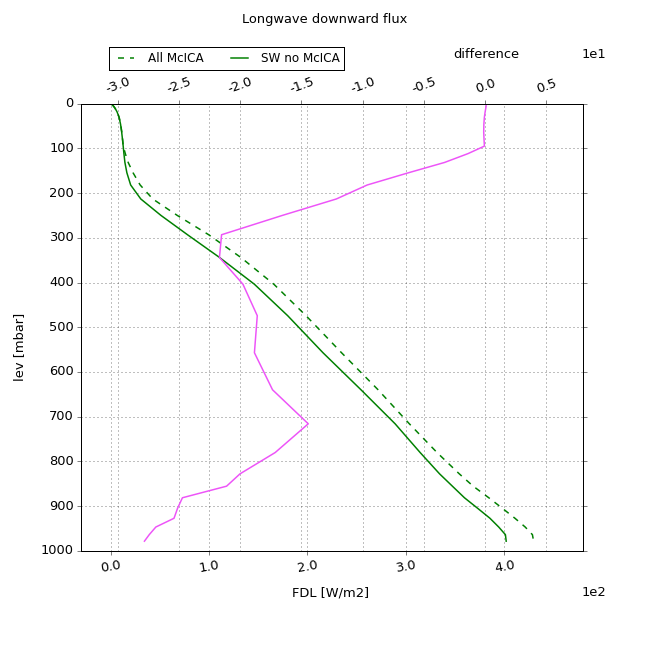 Longwave downward flux
All McICA SW no McICA
difference 1e1
-3.0 -2.5 -2.0 -1.5 -1.0 -0.5 0.0 0.5
0
100
200
300
400
500
600
700
800
900
1000
lev [mbar]
0.0 1.0 2.0 3.0 4.0
FDL [W/m2] 1e2